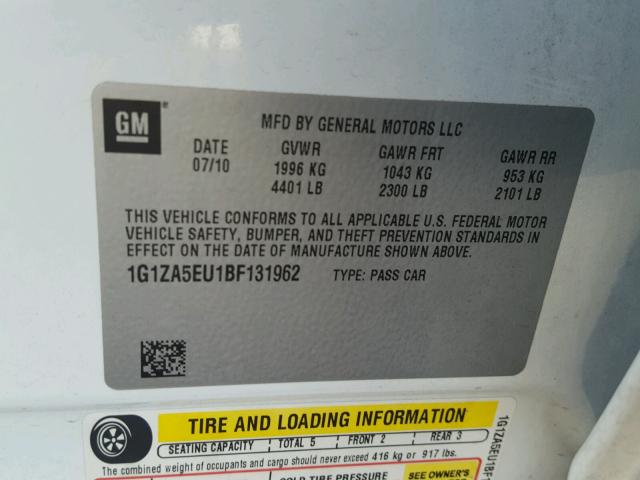 GM
MFD BY GENERAL MOTORS LLC
DATE GVWR GAWR FRT GAWR RR
07/10 1996 KG 1043 KG 953 KG
4401 LB 2300 LB 2101 LB
THIS VEHICLE CONFORMS TO ALL APPLICABLE U.S. FEDERAL MOTOR
VEHICLE SAFETY, BUMPER, AND THEFT PREVENTION STANDARDS IN
EFFECT ON THE DATE OF MANUFACTURE SHOWN ABOVE.
1G1ZA5EU1BF131962 TYPE: PASS CAR
TIRE AND LOADING INFORMATION
SEATING CAPACITY TOTAL 5 FRONT 2 REAR 3
The combined weight of occupants and cargo should never exceed 416 kg or 917 lbs.
COLD TIRE PRESSURE
SEE OWNER'S
1G1ZA5EU1BF